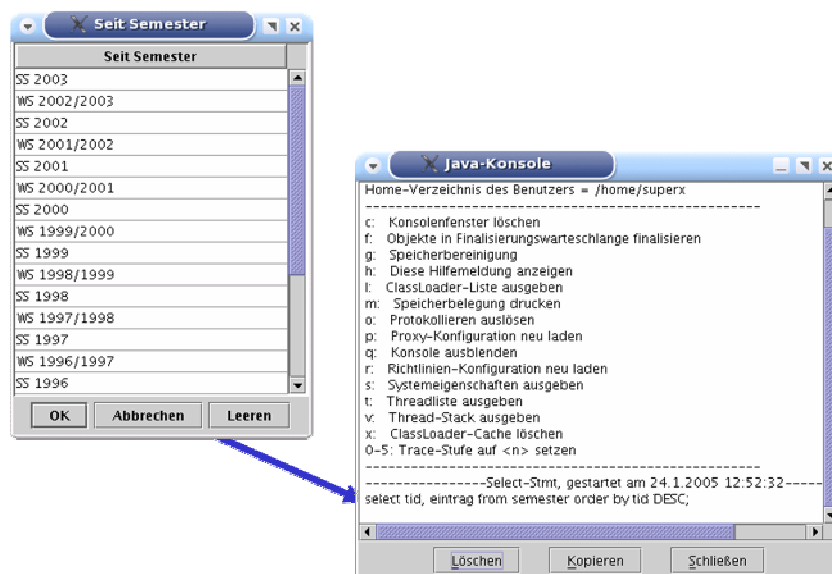 Seit Semester
Seit Semester
SS 2003
WS 2002/2003
SS 2002
WS 2001/2002
SS 2001
WS 2000/2001
SS 2000
WS 1999/2000
SS 1999
WS 1998/1999
SS 1998
WS 1997/1998
SS 1997
WS 1996/1997
SS 1996
OK Abbrechen Leeren
Java-Konsole
Home-Verzeichnis des Benutzers = /home/superx
----------------------------------------------------
c: Konsolenfenster löschen
f: Objekte in Finalisierungswarteschlange finalisieren
g: Speicherbereinigung
h: Diese Hilfemeldung anzeigen
l: ClassLoader-Liste ausgeben
m: Speicherbelegung drucken
o: Protokollieren auslösen
p: Proxy-Konfiguration neu laden
q: Konsole ausblenden
r: Richtlinien-Konfiguration neu laden
s: Systemeigenschaften ausgeben
t: Threadliste ausgeben
v: Thread-Stack ausgeben
x: ClassLoader-Cache löschen
0-5: Trace-Stufe auf <n> setzen
----------------------------------------------------
----------------Select-Stmt, gestartet am 24.1.2005 12:52:32-----
select tid, eintrag from semester order by tid DESC;
Löschen Kopieren Schließen